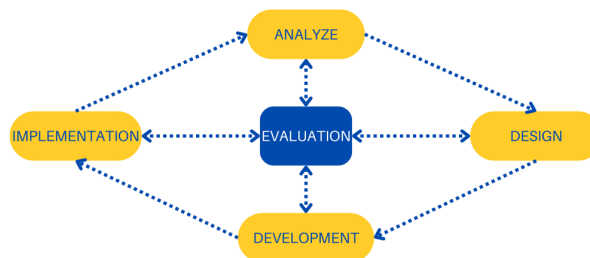 ANALYZE
IMPLEMENTATION
EVALUATION
DESIGN
DEVELOPMENT